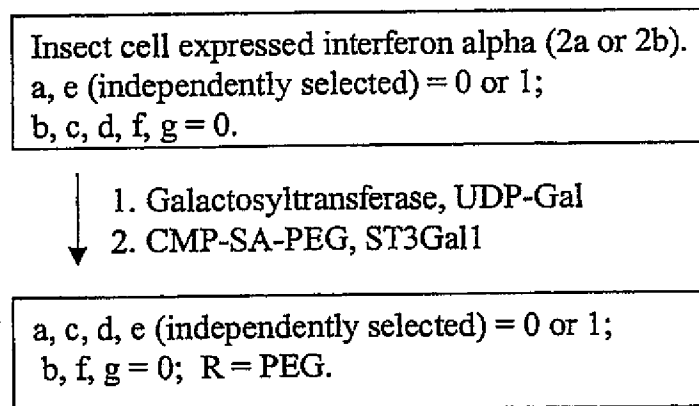 Insect cell expressed interferon alpha (2a or 2b).
a, e (independently selected) = 0 or 1;
b, c, d, f, g = 0.
1. Galactosyltransferase, UDP-Gal
2. CMP-SA-PEG, ST3Gal1
a, c, d, e (independently selected) = 0 or 1;
b, f, g = 0; R = PEG.